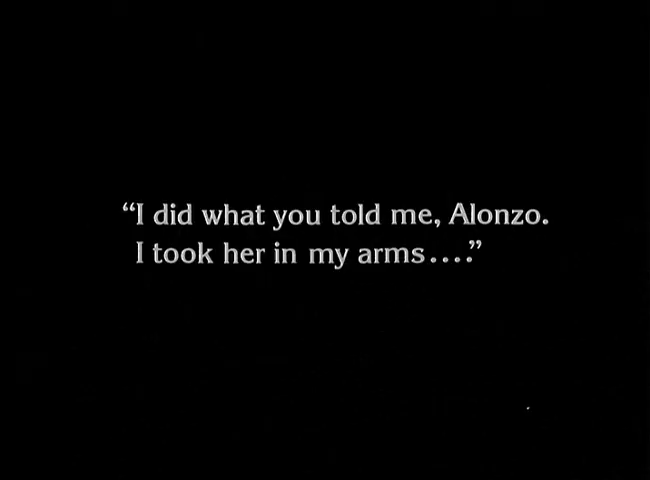 “I did what you told me, Alonzo.
I took her in my arms....”